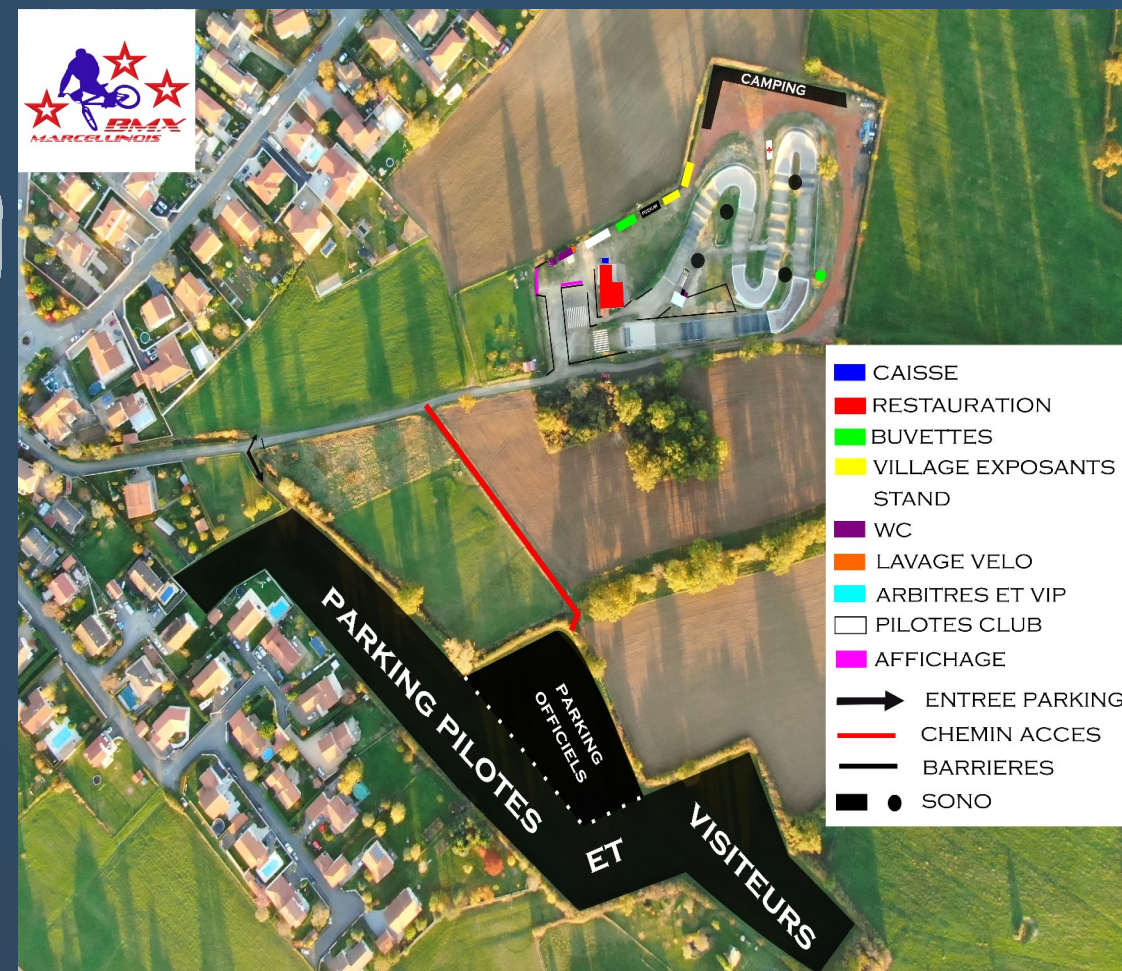 BMX
MARCELLINOIS
CAMPING
PODIUM
CAISSE
RESTAURATION
BUVETTES
VILLAGE EXPOSANTS
STAND
WC
LAVAGE VELO
ARBITRES ET VIP
PILOTES CLUB
AFFICHAGE
ENTREE PARKING
CHEMIN ACCES
BARRIERES
SONO
PARKING PILOTES
ET
VISITEURS
PARKING
OFFICIELS